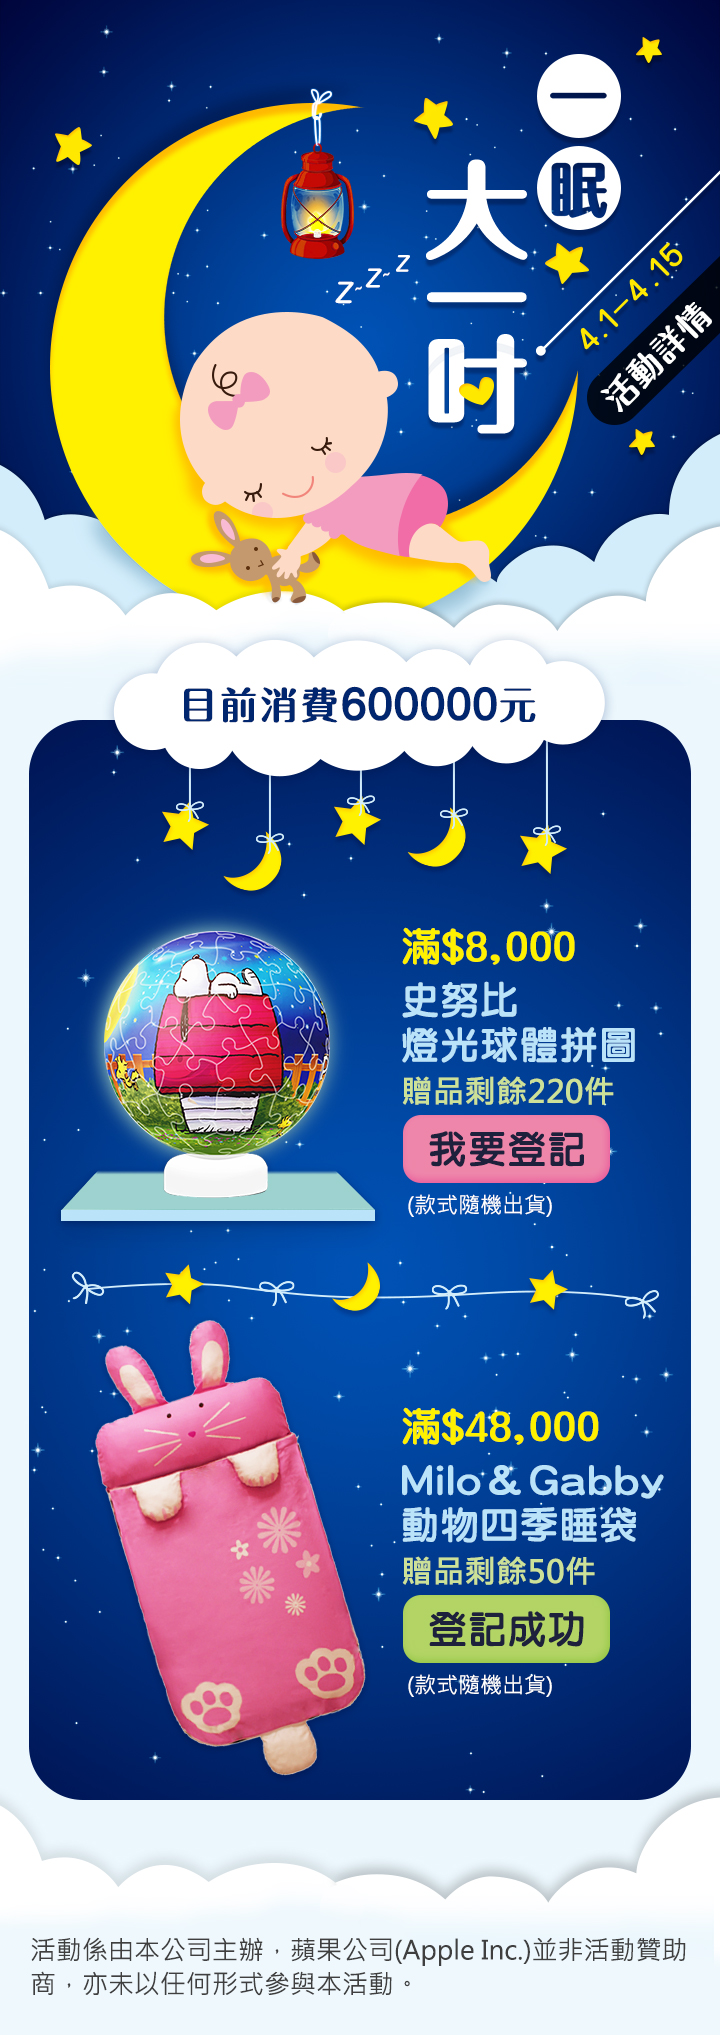 一眠
大一吋
z~z~z
4.1-4.15
活動詳情
目前消費600000元
滿$8,000
史努比
燈光球體拼圖
贈品剩餘220件
我要登記
(款式隨機出貨)
滿$48,000
Milo & Gabby
動物四季睡袋
贈品剩餘50件
登記成功
(款式隨機出貨)
活動係由本公司主辦，蘋果公司(Apple Inc.)並非活動贊助
商，亦未以任何形式參與本活動。